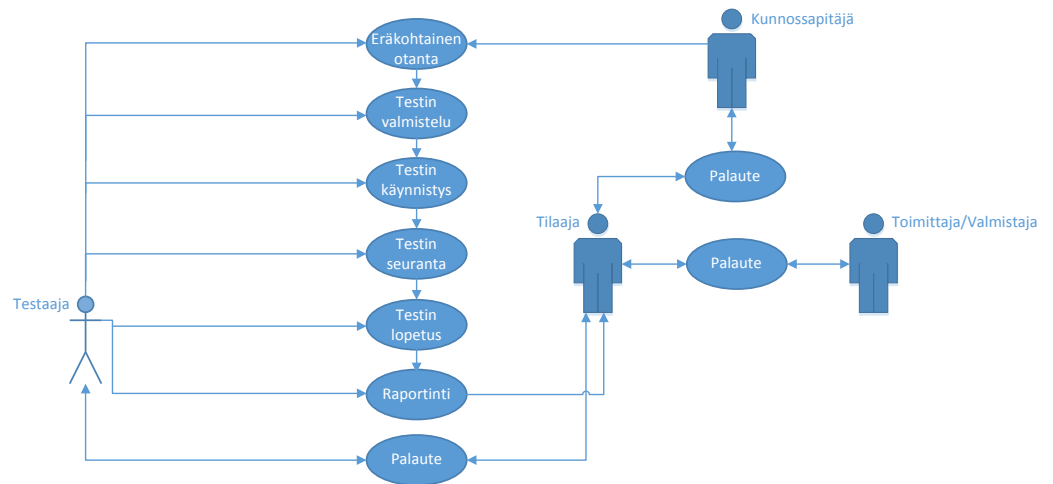 Kunnossapitäjä
Eräkohtainen
otanta
Testin
valmistelu
Testin
käynnistys
Palaute
Tilaaja
Toimittaja/Valmistaja
Testin
seuranta
Palaute
Testaaja
Testin
lopetus
Raportinti
Palaute